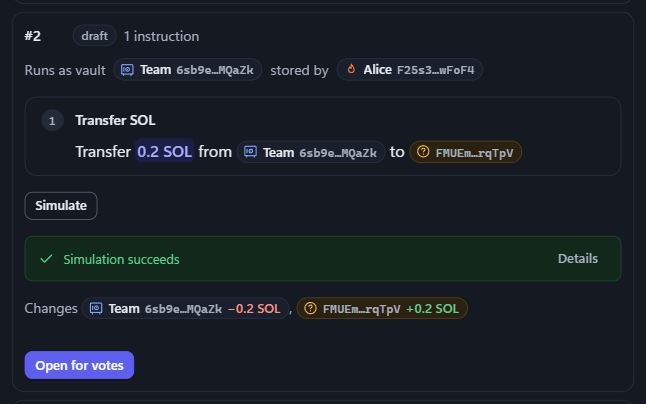 #2 draft 1 instruction
Runs as vault Team 6sb9e…MQaZk stored by Alice F25s3…wFoF4
1 Transfer SOL
Transfer 0.2 SOL from Team 6sb9e…MQaZk to FMUEm…rqTpV
Simulate
Simulation succeeds Details
Changes Team 6sb9e…MQaZk −0.2 SOL , FMUEm…rqTpV +0.2 SOL
Open for votes